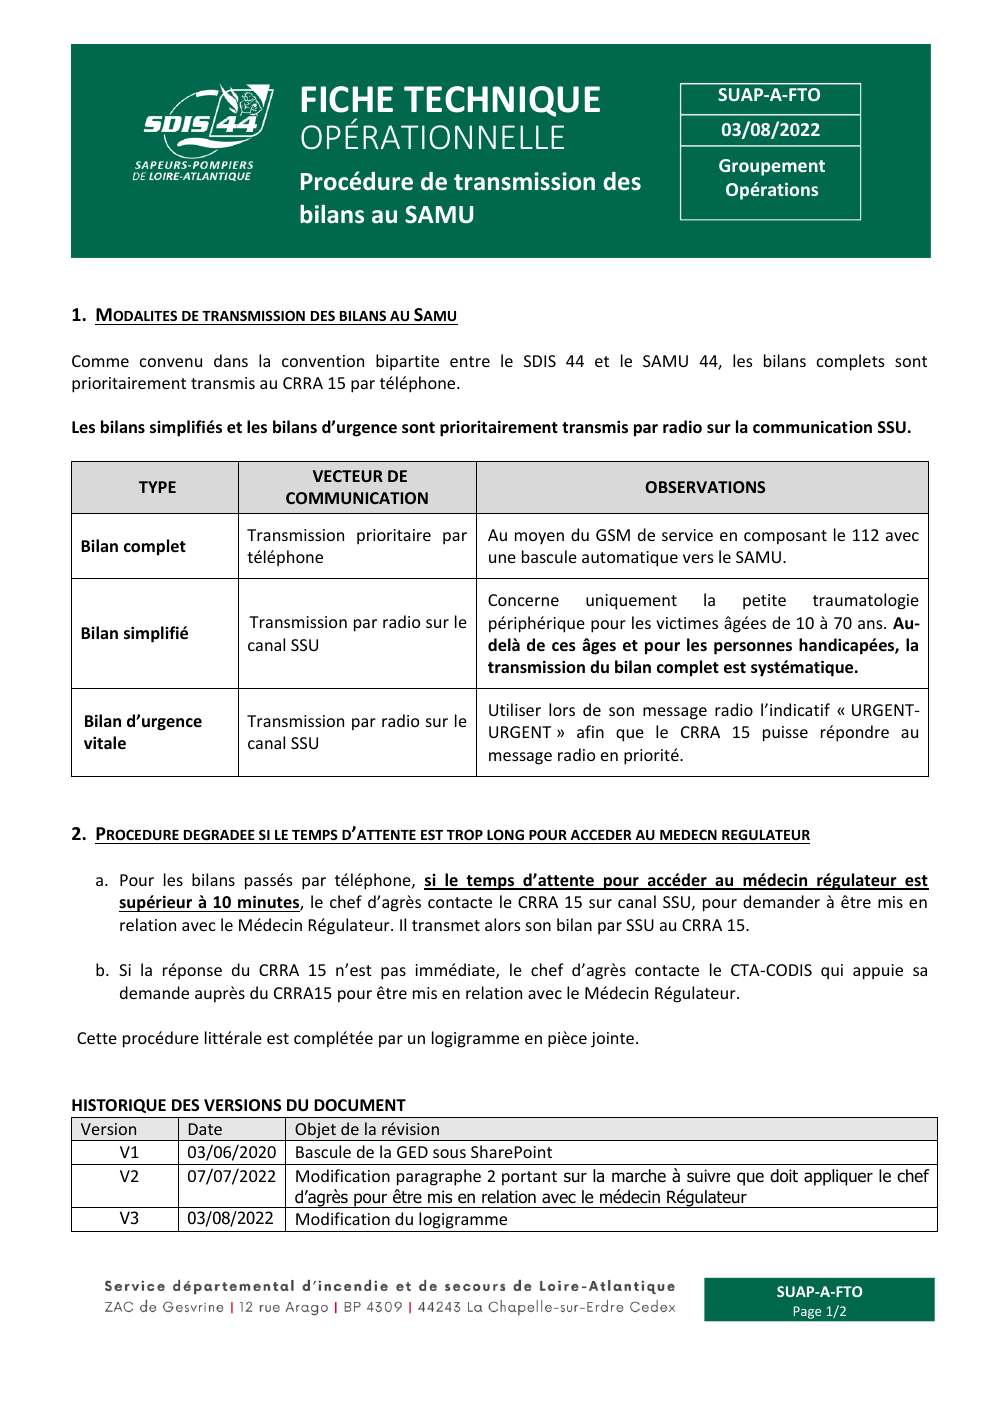 SDIS 44
SAPEURS-POMPIERS
DE LOIRE-ATLANTIQUE
FICHE TECHNIQUE
OPÉRATIONNELLE
Procédure de transmission des
bilans au SAMU
SUAP-A-FTO
03/08/2022
Groupement
Opérations
1. MODALITES DE TRANSMISSION DES BILANS AU SAMU
Comme convenu dans la convention bipartite entre le SDIS 44 et le SAMU 44, les bilans complets sont
prioritairement transmis au CRRA 15 par téléphone.
Les bilans simplifiés et les bilans d’urgence sont prioritairement transmis par radio sur la communication SSU.
TYPE
VECTEUR DE
COMMUNICATION
OBSERVATIONS
Bilan complet
Transmission prioritaire par
téléphone
Au moyen du GSM de service en composant le 112 avec
une bascule automatique vers le SAMU.
Bilan simplifié
Transmission par radio sur le
canal SSU
Concerne uniquement la petite traumatologie
périphérique pour les victimes âgées de 10 à 70 ans. Au-
delà de ces âges et pour les personnes handicapées, la
transmission du bilan complet est systématique.
Bilan d’urgence
vitale
Transmission par radio sur le
canal SSU
Utiliser lors de son message radio l’indicatif « URGENT-
URGENT » afin que le CRRA 15 puisse répondre au
message radio en priorité.
2. PROCEDURE DEGRADEE SI LE TEMPS D’ATTENTE EST TROP LONG POUR ACCEDER AU MEDECN REGULATEUR
a. Pour les bilans passés par téléphone, si le temps d’attente pour accéder au médecin régulateur est
supérieur à 10 minutes, le chef d’agrès contacte le CRRA 15 sur canal SSU, pour demander à être mis en
relation avec le Médecin Régulateur. Il transmet alors son bilan par SSU au CRRA 15.
b. Si la réponse du CRRA 15 n’est pas immédiate, le chef d’agrès contacte le CTA-CODIS qui appuie sa
demande auprès du CRRA15 pour être mis en relation avec le Médecin Régulateur.
Cette procédure littérale est complétée par un logigramme en pièce jointe.
HISTORIQUE DES VERSIONS DU DOCUMENT
Version Date Objet de la révision
V1 03/06/2020 Bascule de la GED sous SharePoint
V2 07/07/2022 Modification paragraphe 2 portant sur la marche à suivre que doit appliquer le chef
d’agrès pour être mis en relation avec le médecin Régulateur
V3 03/08/2022 Modification du logigramme
Service départemental d’incendie et de secours de Loire-Atlantique
ZAC de Gesvrine | 12 rue Arago | BP 4309 | 44243 La Chapelle-sur-Erdre Cedex
SUAP-A-FTO
Page 1/2